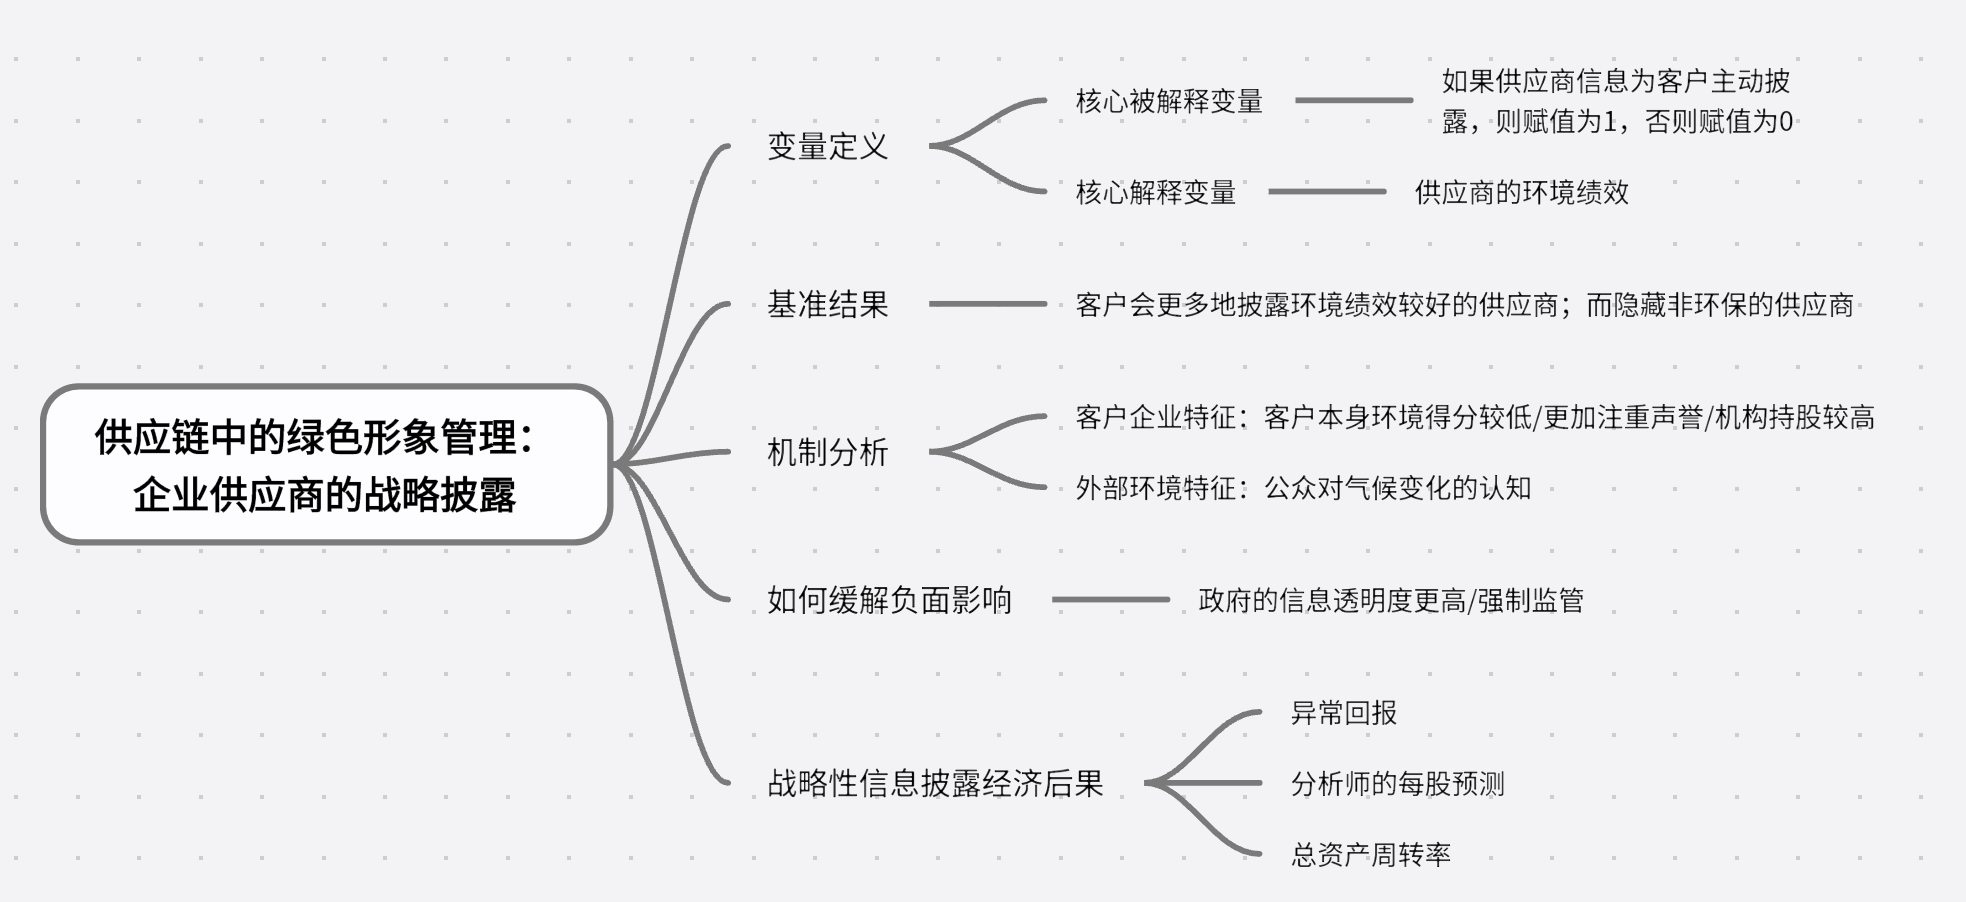 供应链中的绿色形象管理：
企业供应商的战略披露
变量定义
核心被解释变量
如果供应商信息为客户主动披
露，则赋值为1，否则赋值为0
核心解释变量
供应商的环境绩效
基准结果
客户会更多地披露环境绩效较好的供应商；而隐藏非环保的供应商
机制分析
客户企业特征：客户本身环境得分较低/更加注重声誉/机构持股较高
外部环境特征：公众对气候变化的认知
如何缓解负面影响
政府的信息透明度更高/强制监管
战略性信息披露经济后果
异常回报
分析师的每股预测
总资产周转率